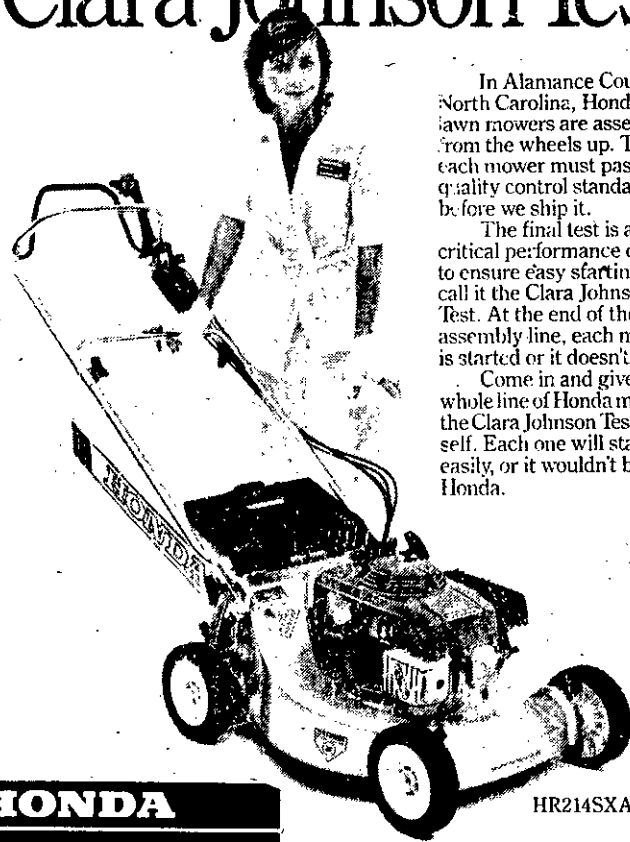 Clara Johnson Tes
In Alamance Cou
North Carolina, Hond
lawn mowers are asse
from the wheels up. T
each mower must pas
quality control standa
before we ship it.
The final test is a
critical performance c
to ensure easy startin
call it the Clara Johns
Test. At the end of the
assembly line, each m
is started or it doesn't
Come in and give
whole line of Honda m
the Clara Johnson Tes
self. Each one will sta
easily, or it wouldn't b
Honda.
HONDA
HR214SXA
HONDA